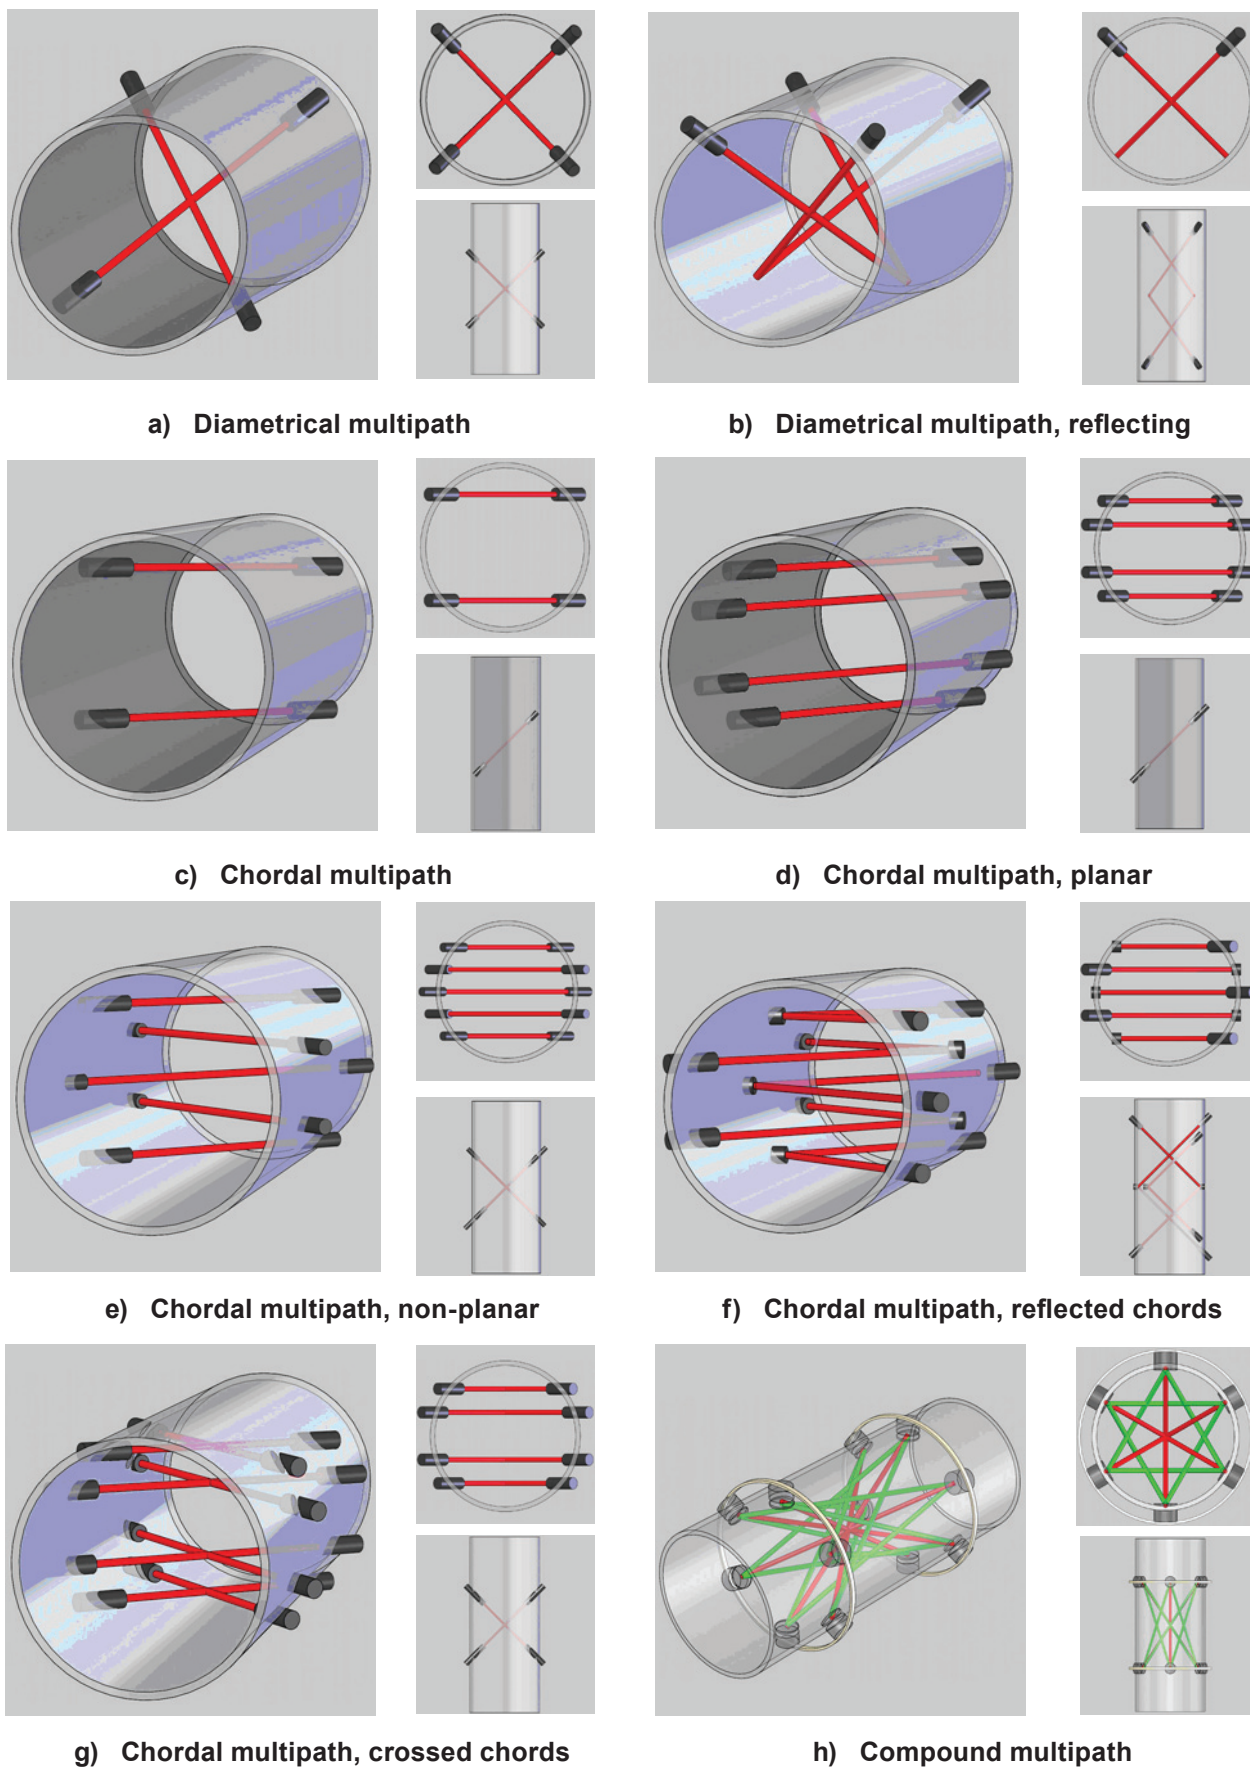 a) Diametrical multipath
b) Diametrical multipath, reflecting
c) Chordal multipath
d) Chordal multipath, planar
e) Chordal multipath, non-planar
f) Chordal multipath, reflected chords
g) Chordal multipath, crossed chords
h) Compound multipath